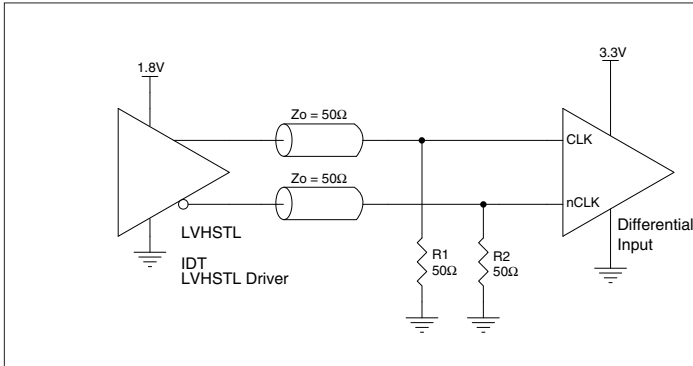 1.8V
3.3V
Zo = 50Ω
CLK
Zo = 50Ω
nCLK
LVHSTL
IDT
LVHSTL Driver
R1
50Ω
R2
50Ω
Differential
Input